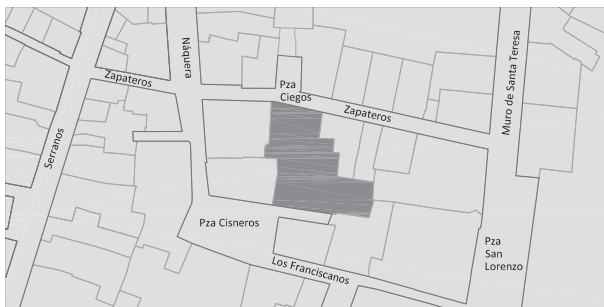 Zapateros
Náquera
Pza
Ciegos
Zapateros
Muro de Santa Teresa
Serranos
Pza Cisneros
Pza
San
Lorenzo
Los Franciscanos